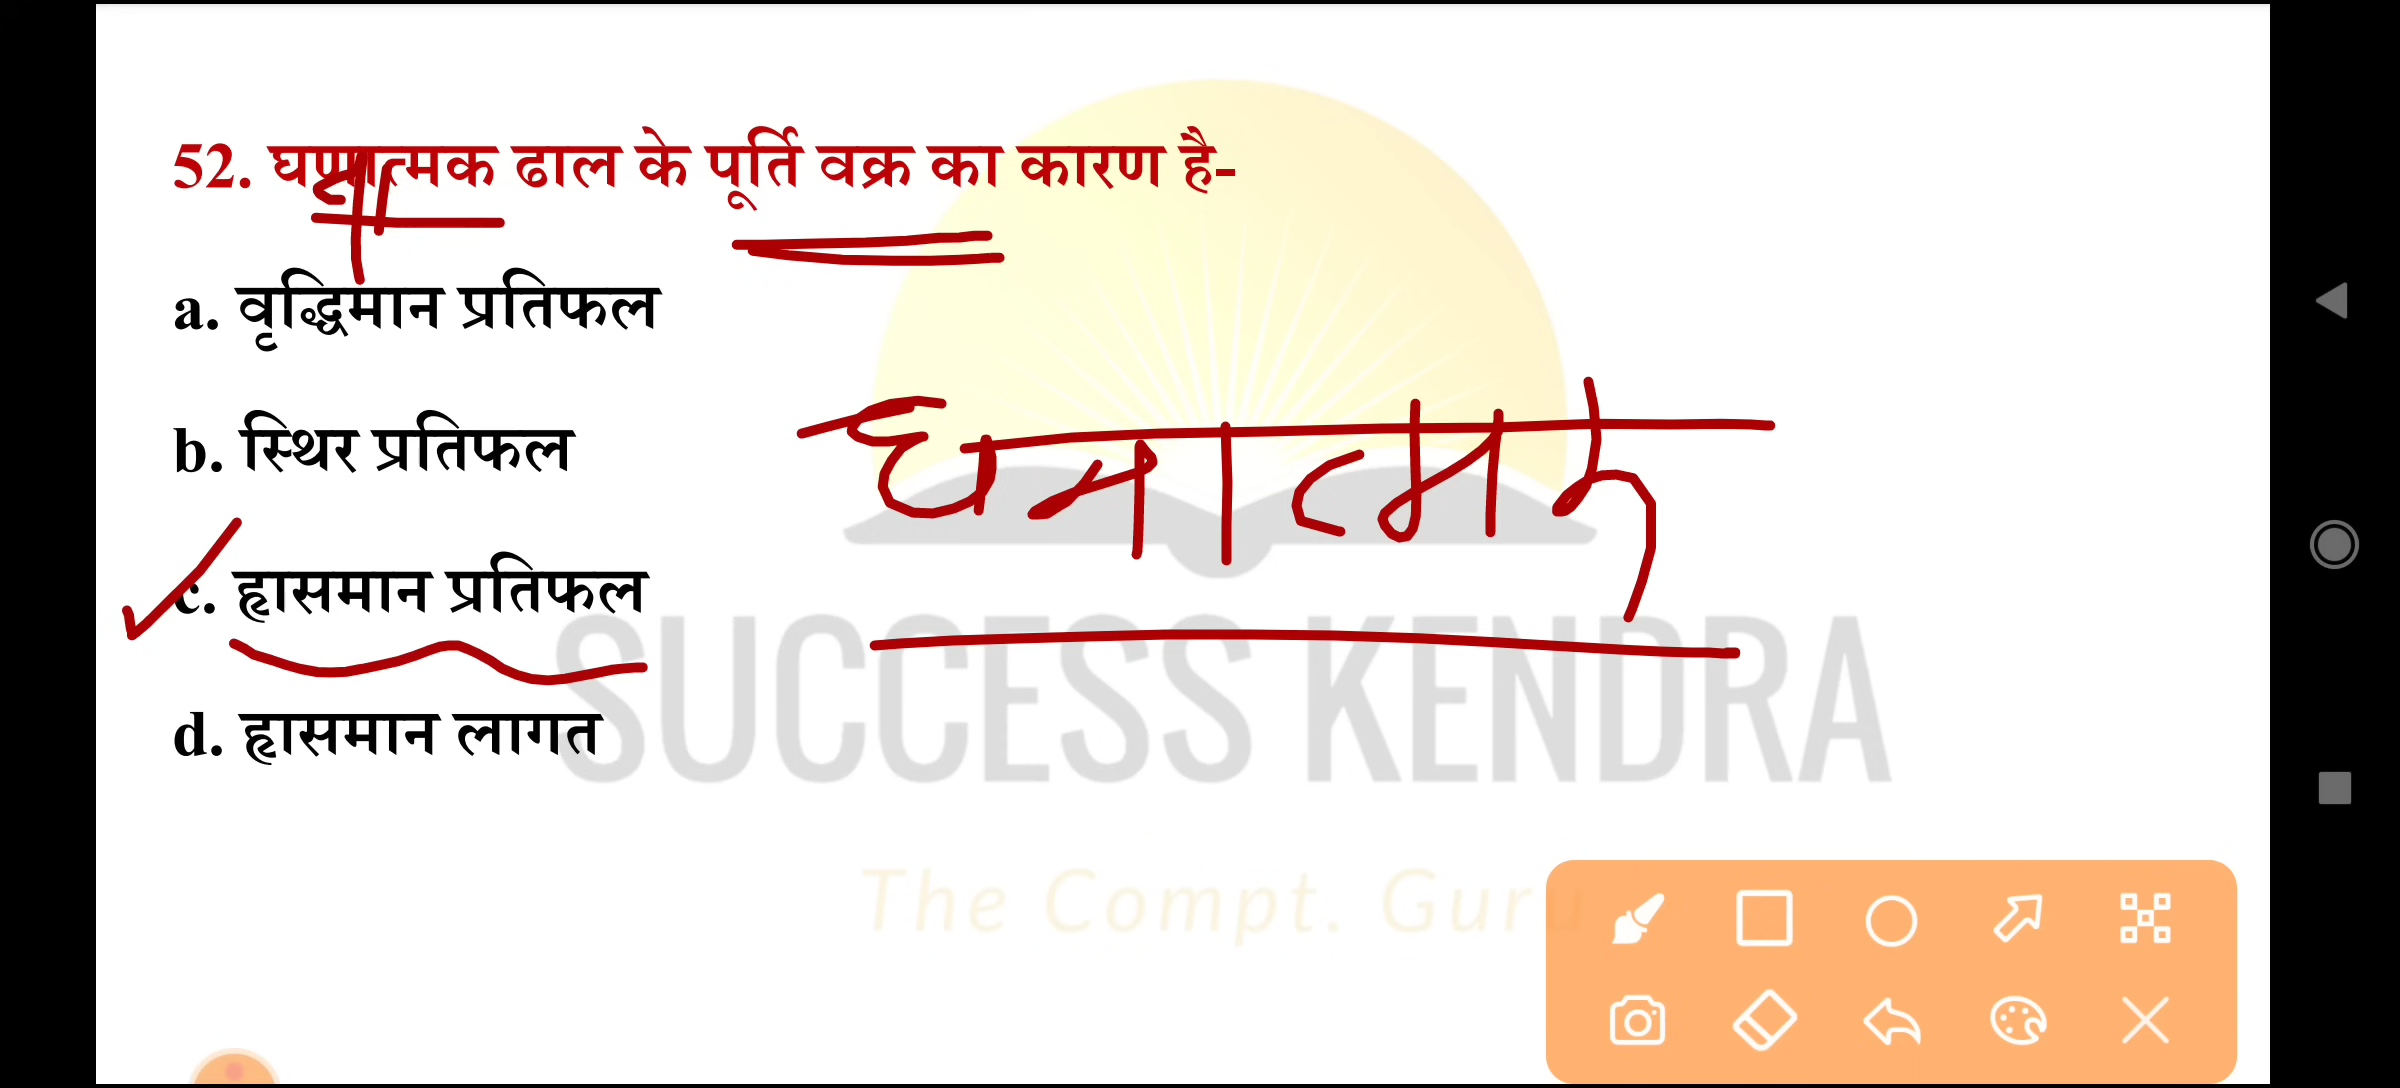 52. घणात्मक ढाल के पूर्ति वक्र का कारण है-
a. वृद्धिमान प्रतिफल
b. स्थिर प्रतिफल
घनात्मक
c. ह्रासमान प्रतिफल
d. ह्रासमान लागत
SUCCESS KENDRA
The Compt. Guru